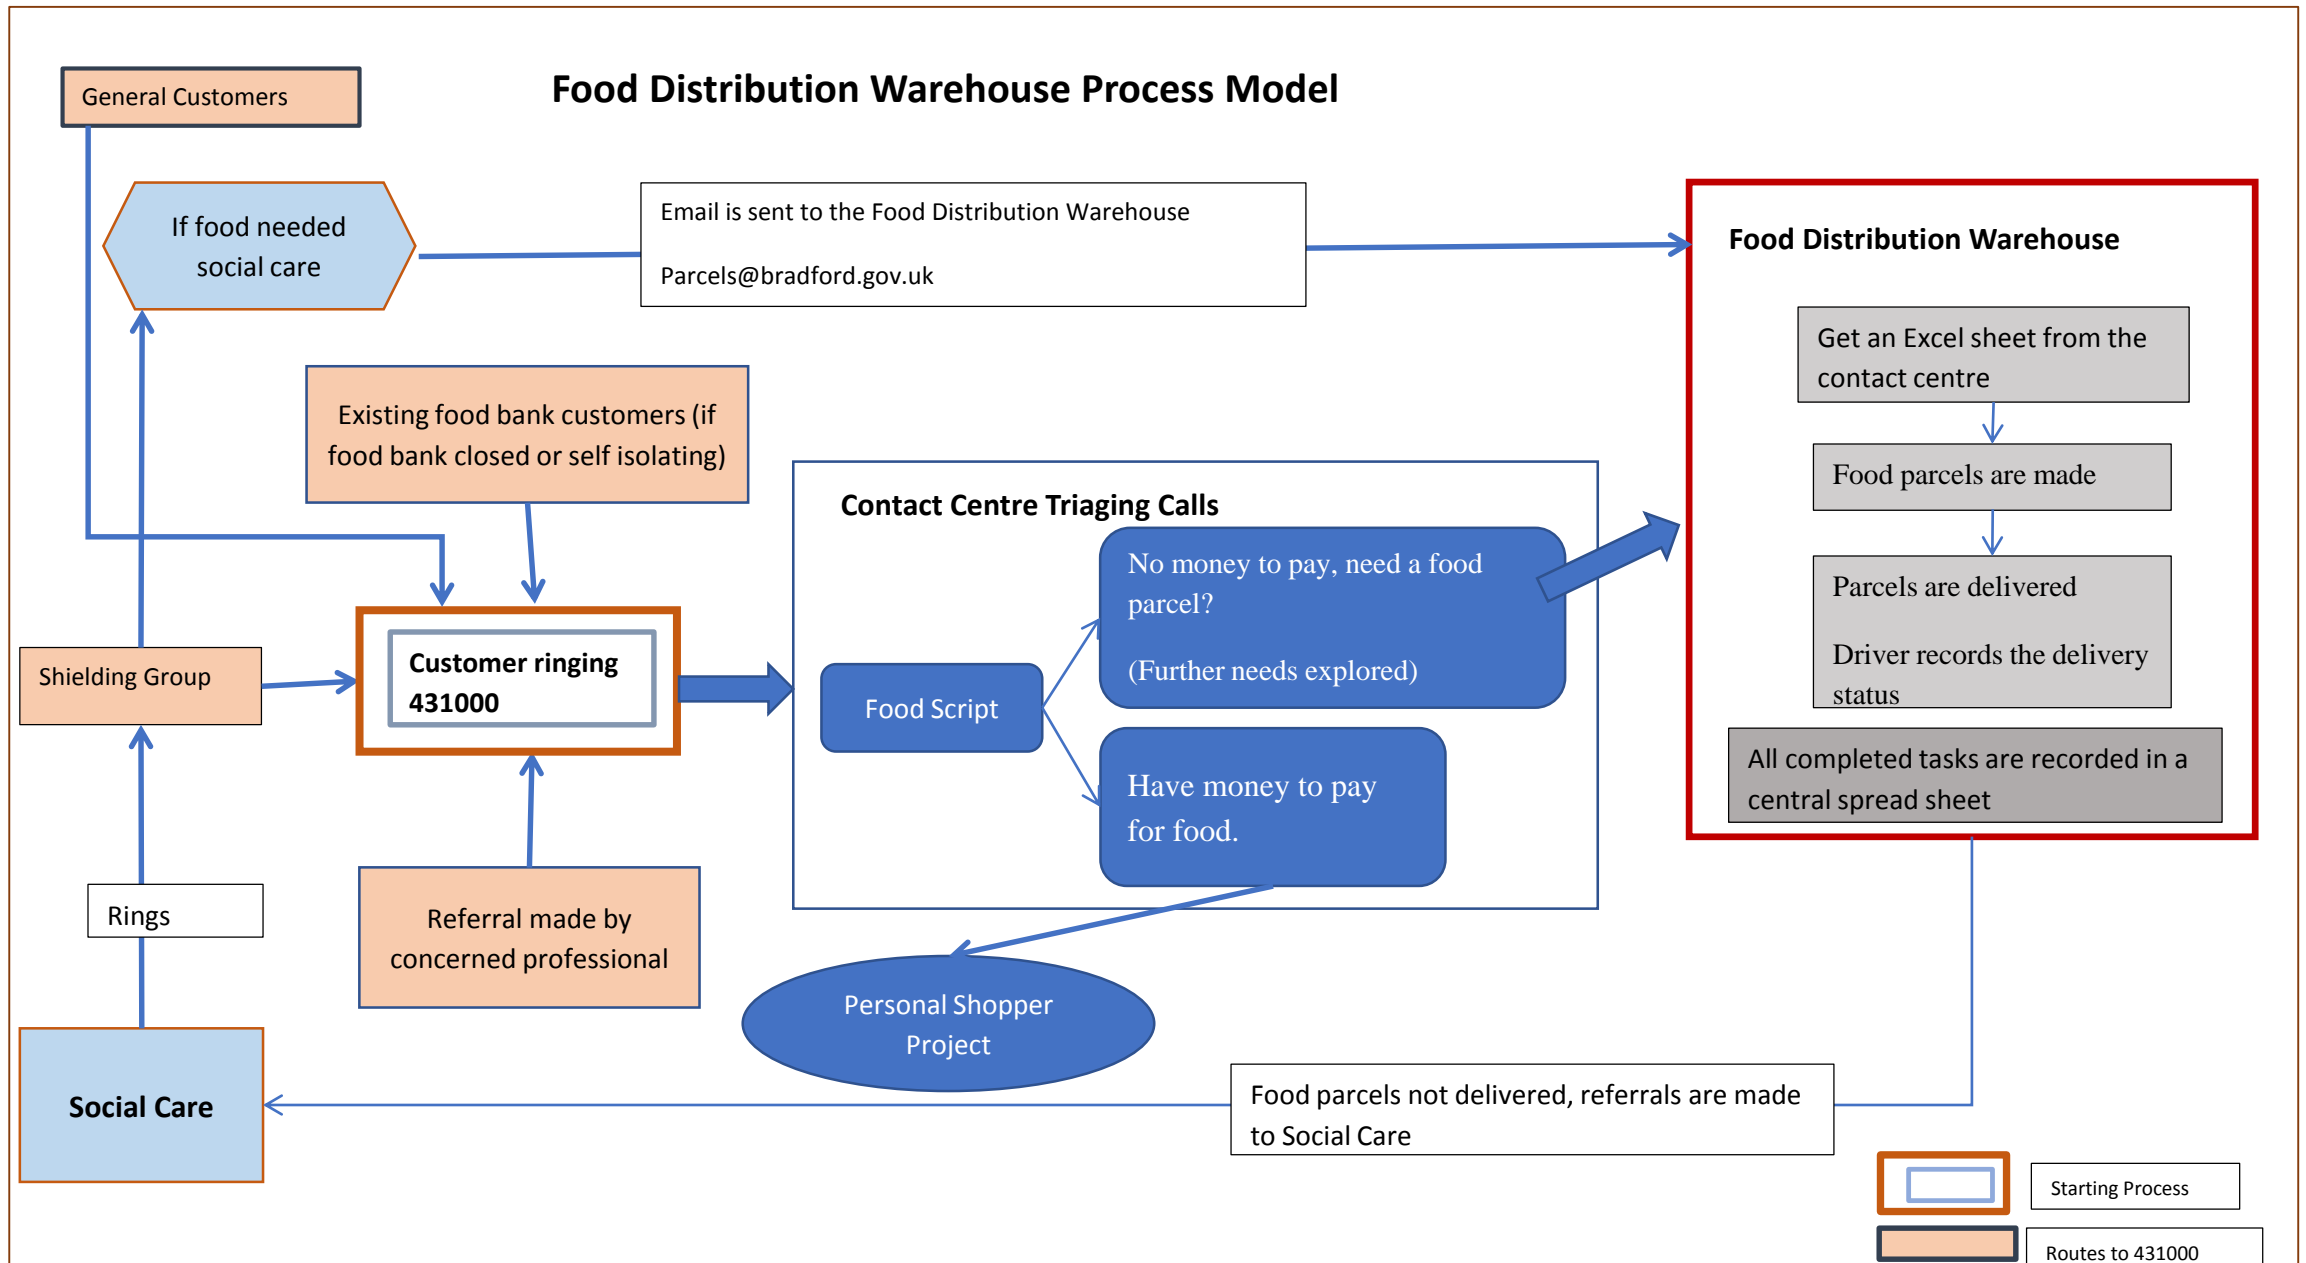 Food Distribution Warehouse Process Model
General Customers
If food needed
social care
Email is sent to the Food Distribution Warehouse
Parcels@bradford.gov.uk
Food Distribution Warehouse
Get an Excel sheet from the
contact centre
Food parcels are made
Parcels are delivered
Driver records the delivery
status
All completed tasks are recorded in a
central spread sheet
Existing food bank customers (if
food bank closed or self isolating)
Contact Centre Triaging Calls
No money to pay, need a food
parcel?
(Further needs explored)
Food Script
Have money to pay
for food.
Shielding Group
Customer ringing
431000
Rings
Referral made by
concerned professional
Personal Shopper
Project
Social Care
Food parcels not delivered, referrals are made
to Social Care
Starting Process
Routes to 431000